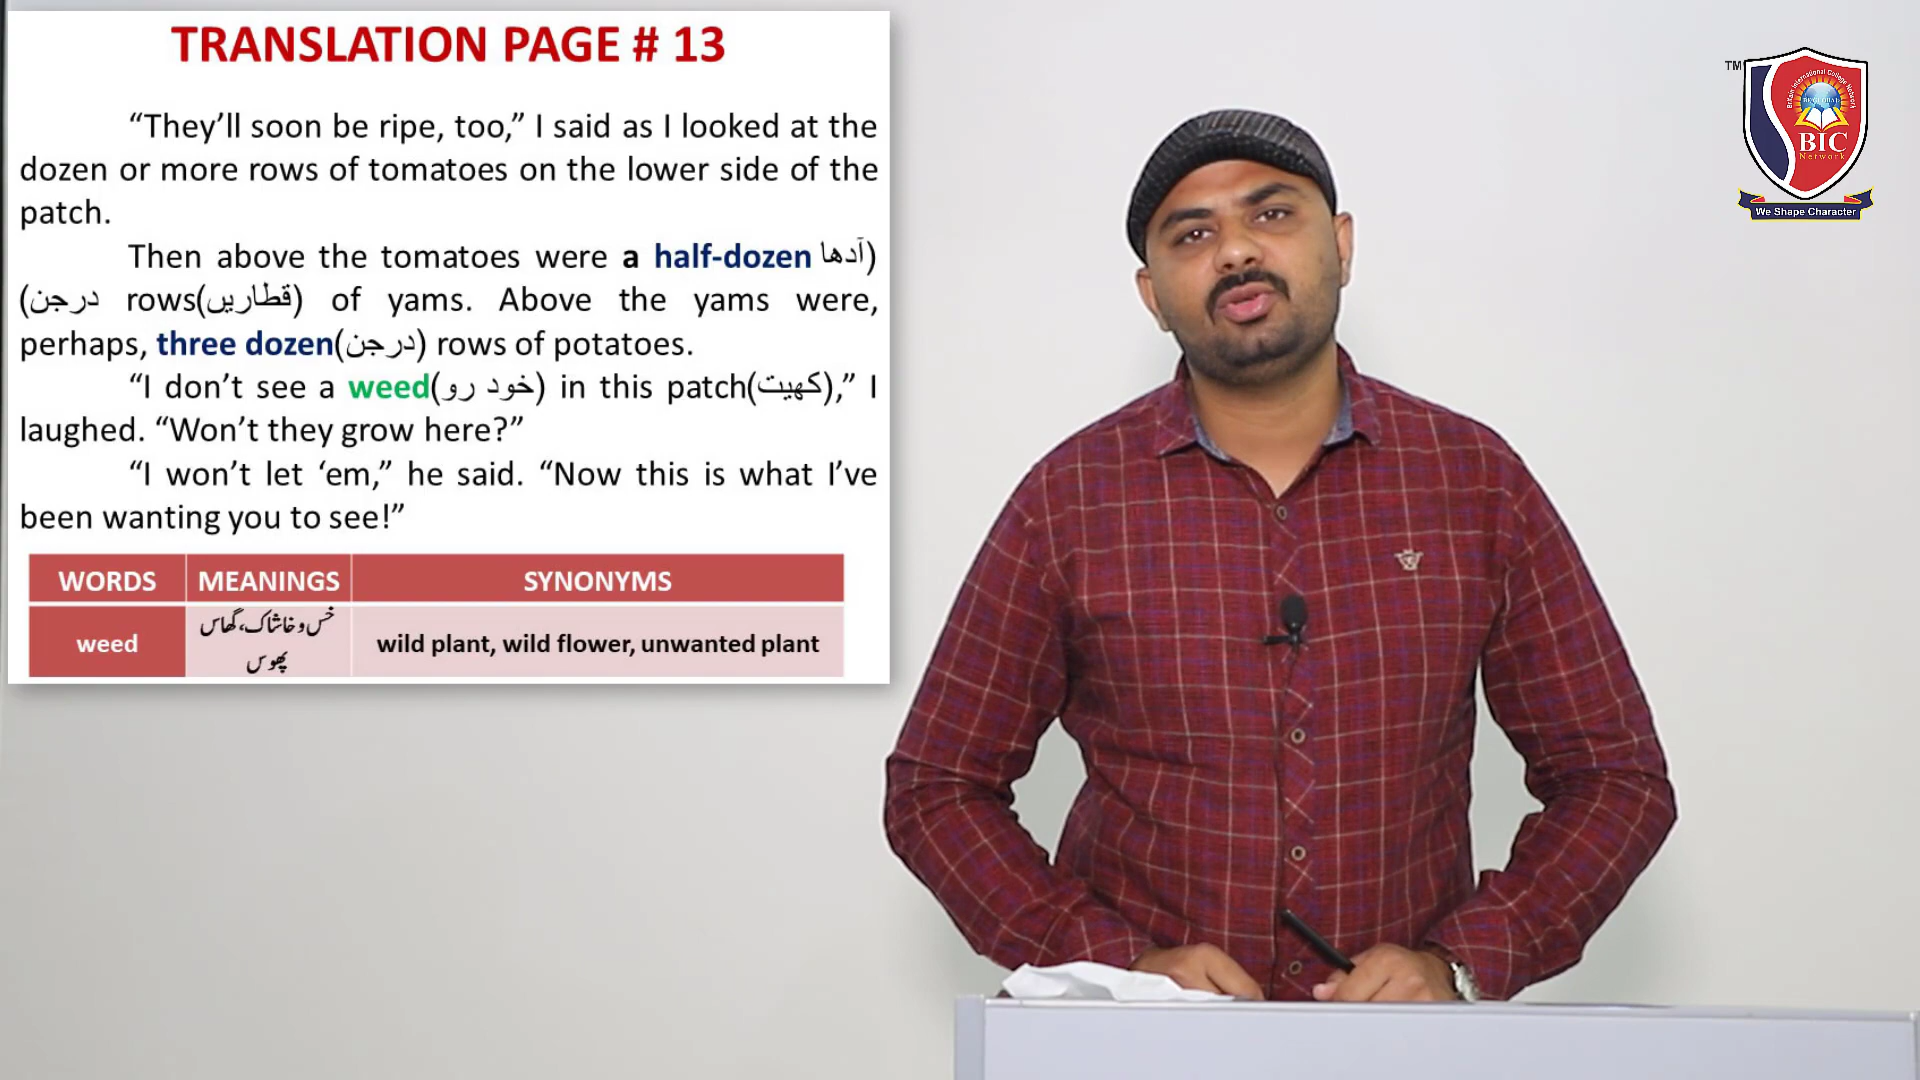 TRANSLATION PAGE # 13
“They’ll soon be ripe, too,” I said as I looked at the
dozen or more rows of tomatoes on the lower side of the
patch.
Then above the tomatoes were a half-dozen آدھا)
(درجن rows(قطاریں) of yams. Above the yams were,
perhaps, three dozen(درجن) rows of potatoes.
“I don’t see a weed(خود رو) in this patch(کھیت),” I
laughed. “Won’t they grow here?”
“I won’t let ‘em,” he said. “Now this is what I’ve
been wanting you to see!”
WORDS MEANINGS SYNONYMS
weed خس و خاشاک، گھاس پھوس wild plant, wild flower, unwanted plant
TM
Britain International College Network
BIC
Network
We Shape Character